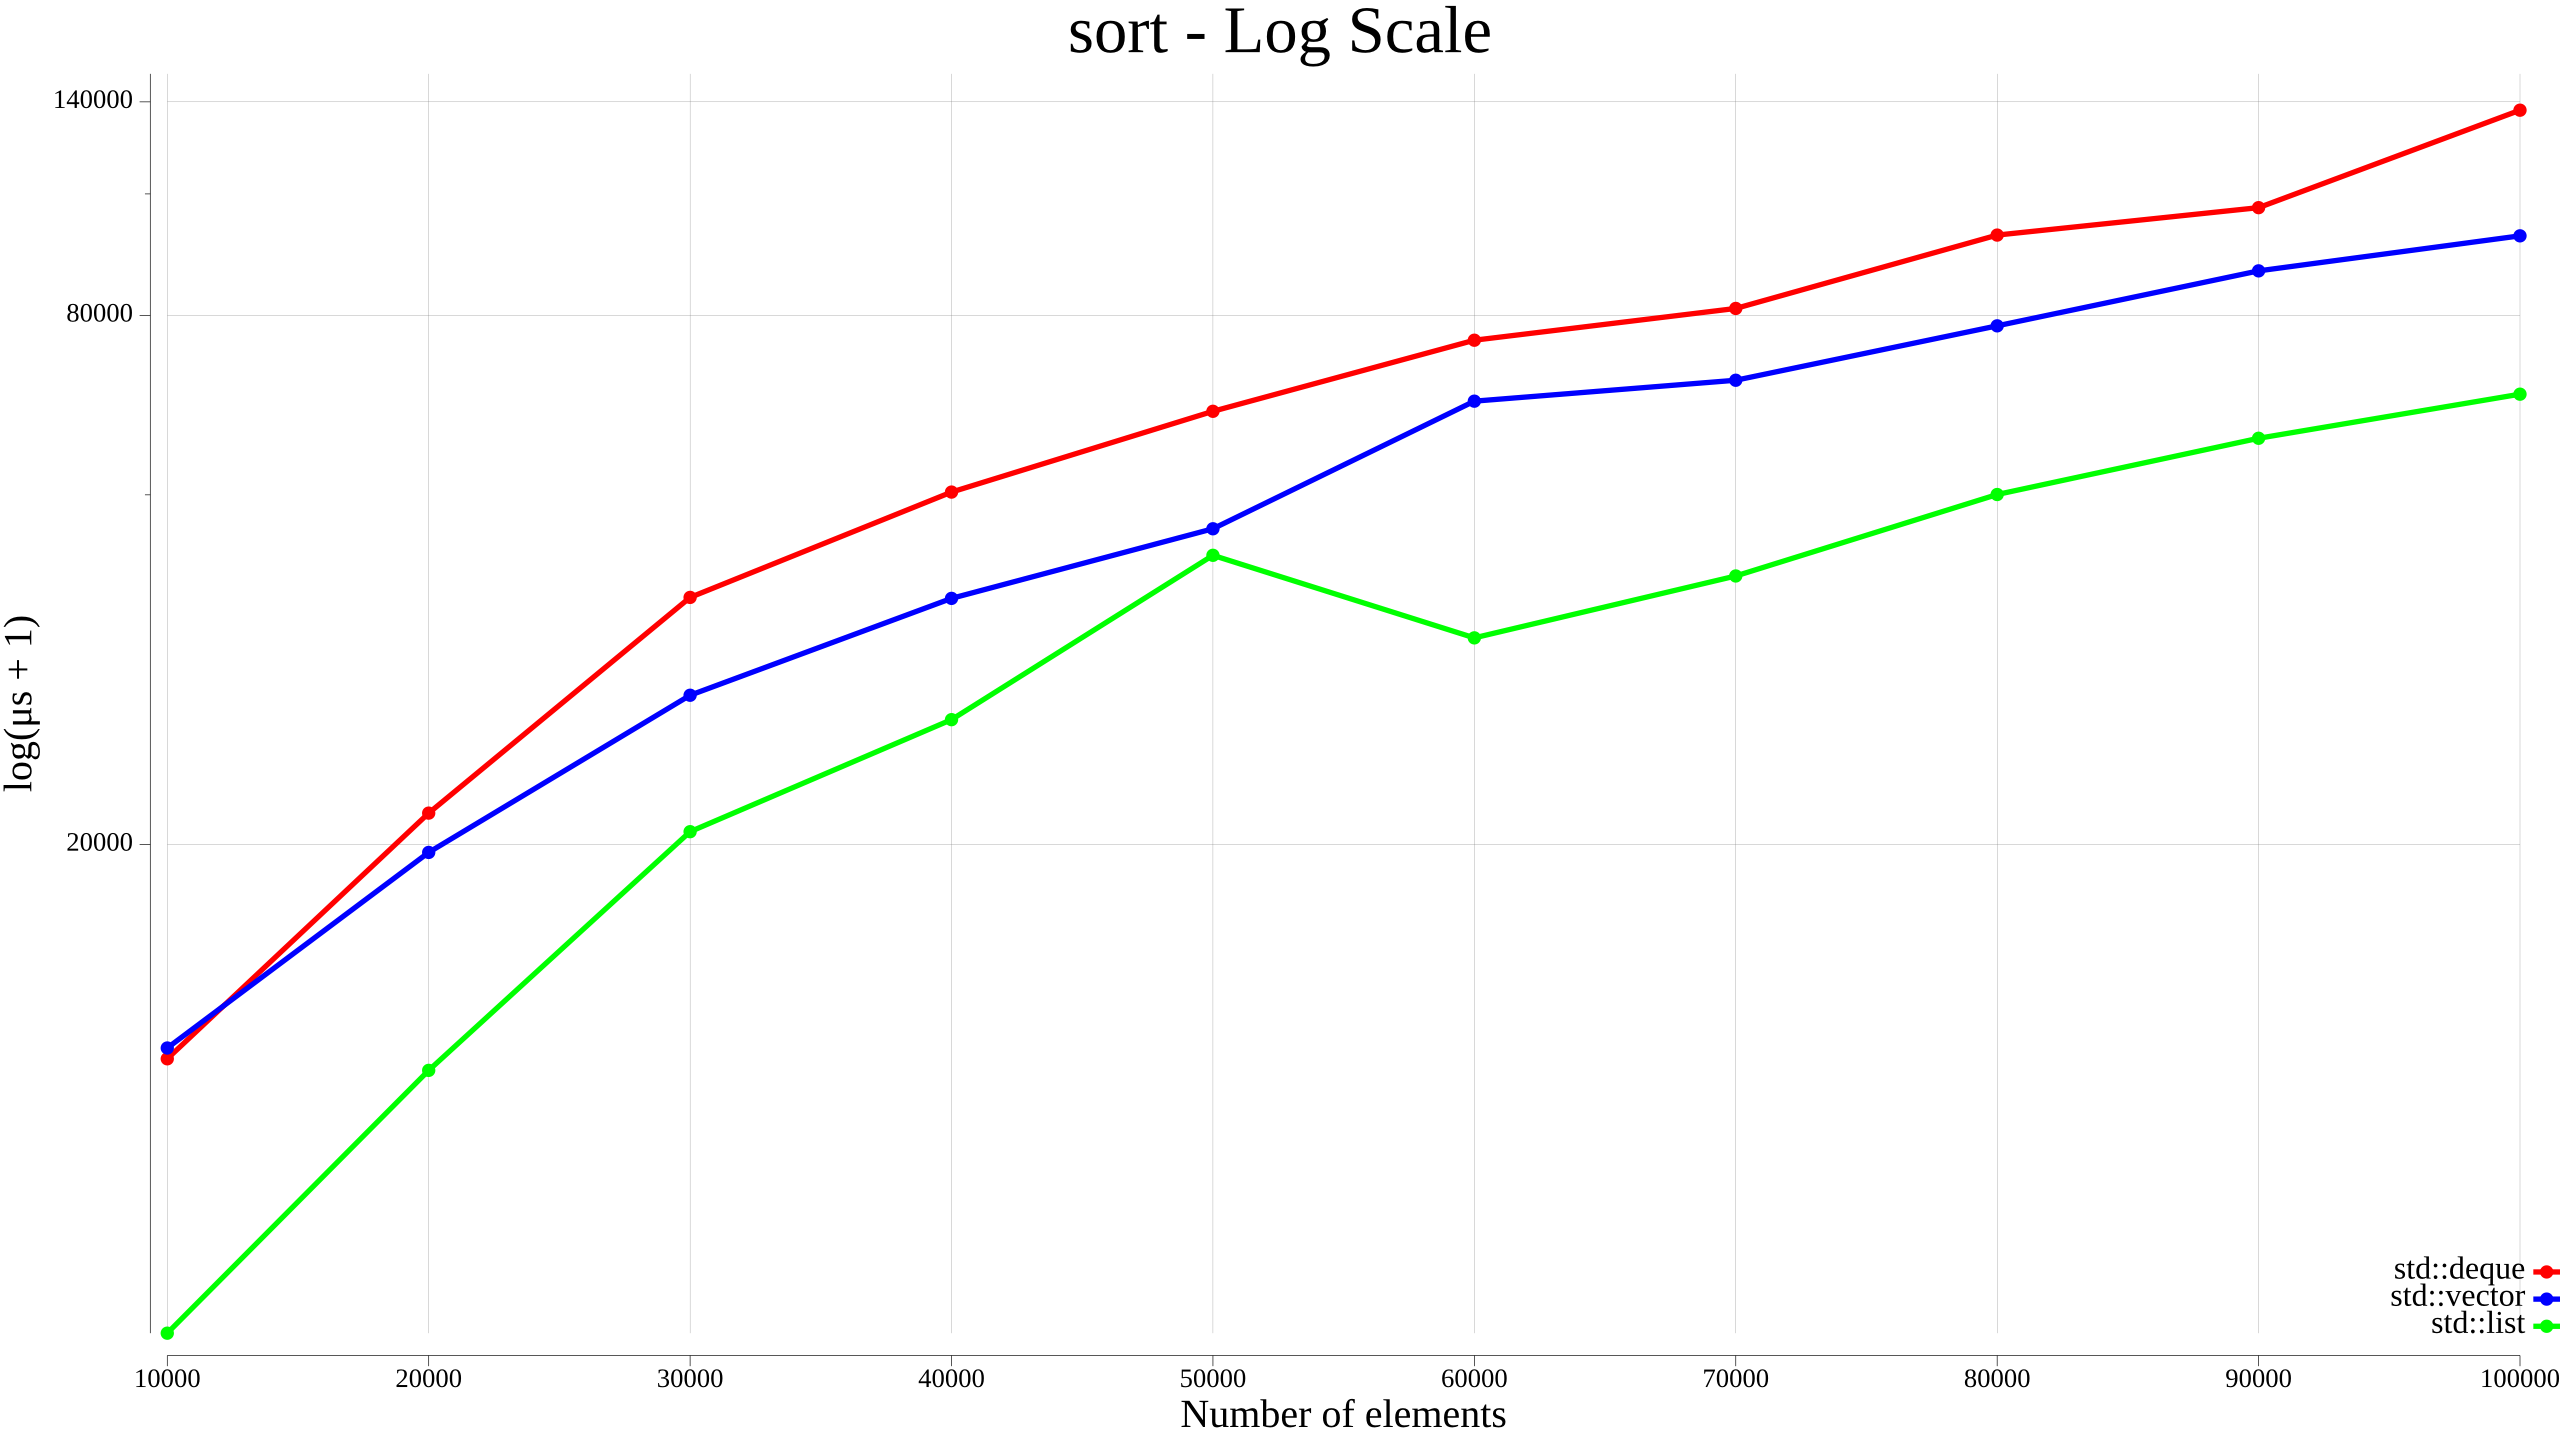 sort - Log Scale
140000
80000
20000
log(μs + 1)
10000 20000 30000 40000 50000 60000 70000 80000 90000 100000
Number of elements
std::deque
std::vector
std::list